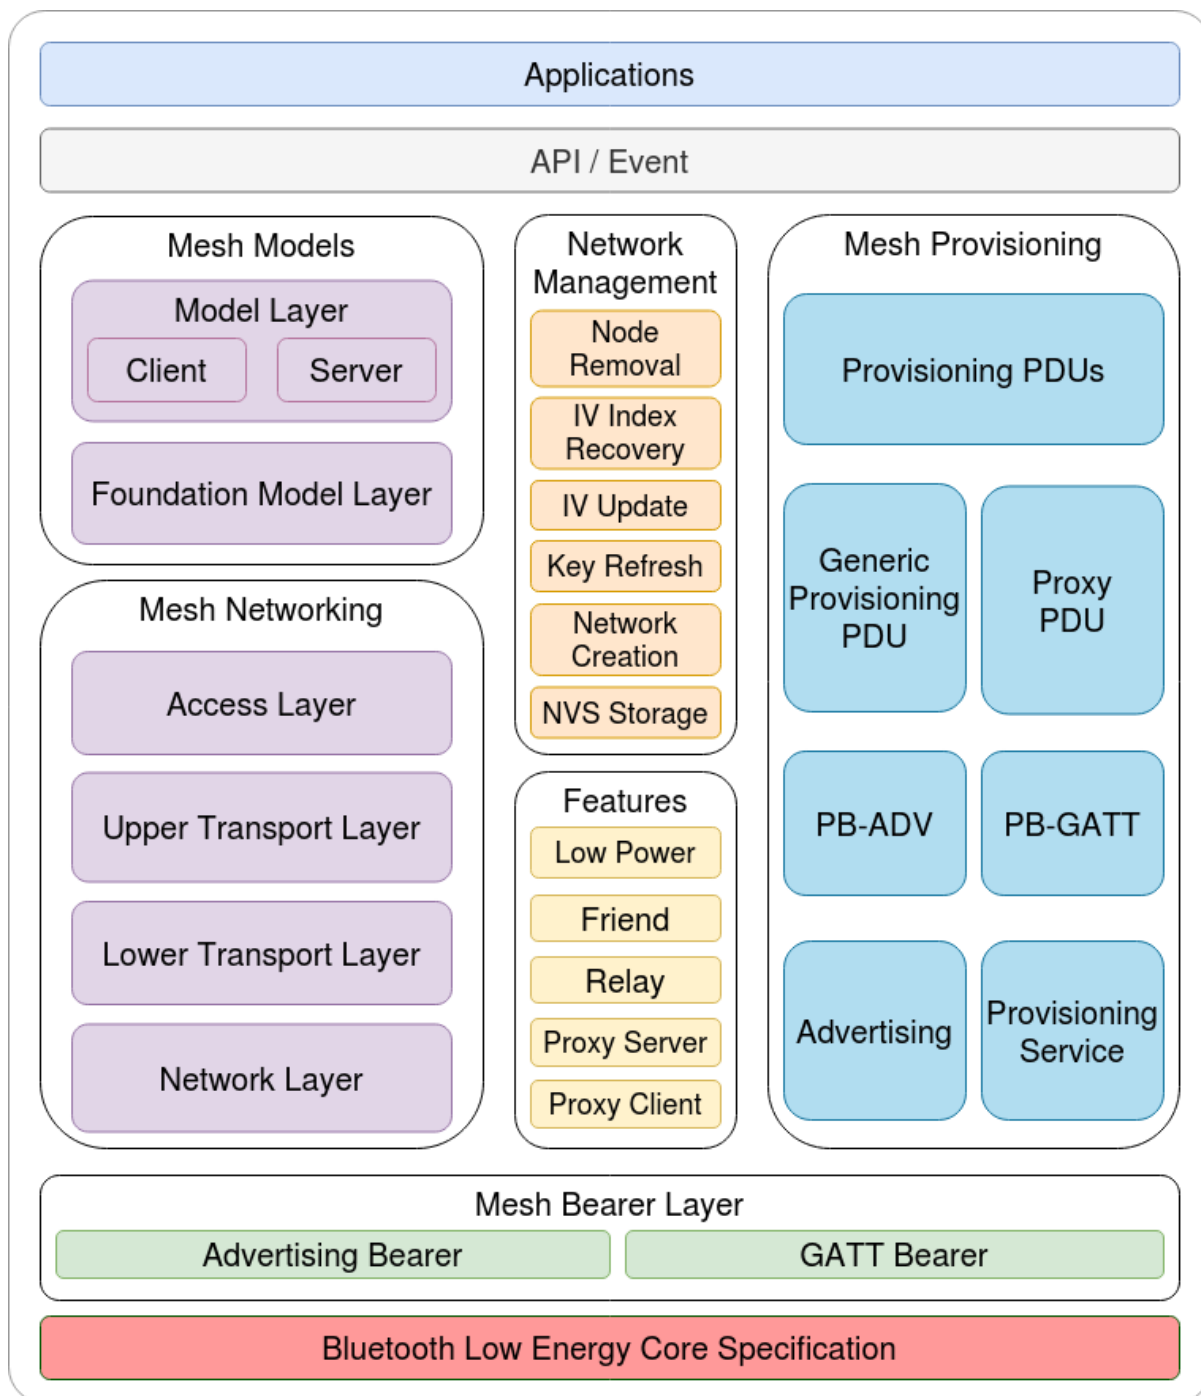 Applications
API / Event
Mesh Models
Model Layer
Client
Server
Foundation Model Layer
Mesh Networking
Access Layer
Upper Transport Layer
Lower Transport Layer
Network Layer
Network
Management
Node
Removal
IV Index
Recovery
IV Update
Key Refresh
Network
Creation
NVS Storage
Features
Low Power
Friend
Relay
Proxy Server
Proxy Client
Mesh Provisioning
Provisioning PDUs
Generic
Provisioning
PDU
Proxy
PDU
PB-ADV
PB-GATT
Advertising
Provisioning
Service
Mesh Bearer Layer
Advertising Bearer
GATT Bearer
Bluetooth Low Energy Core Specification